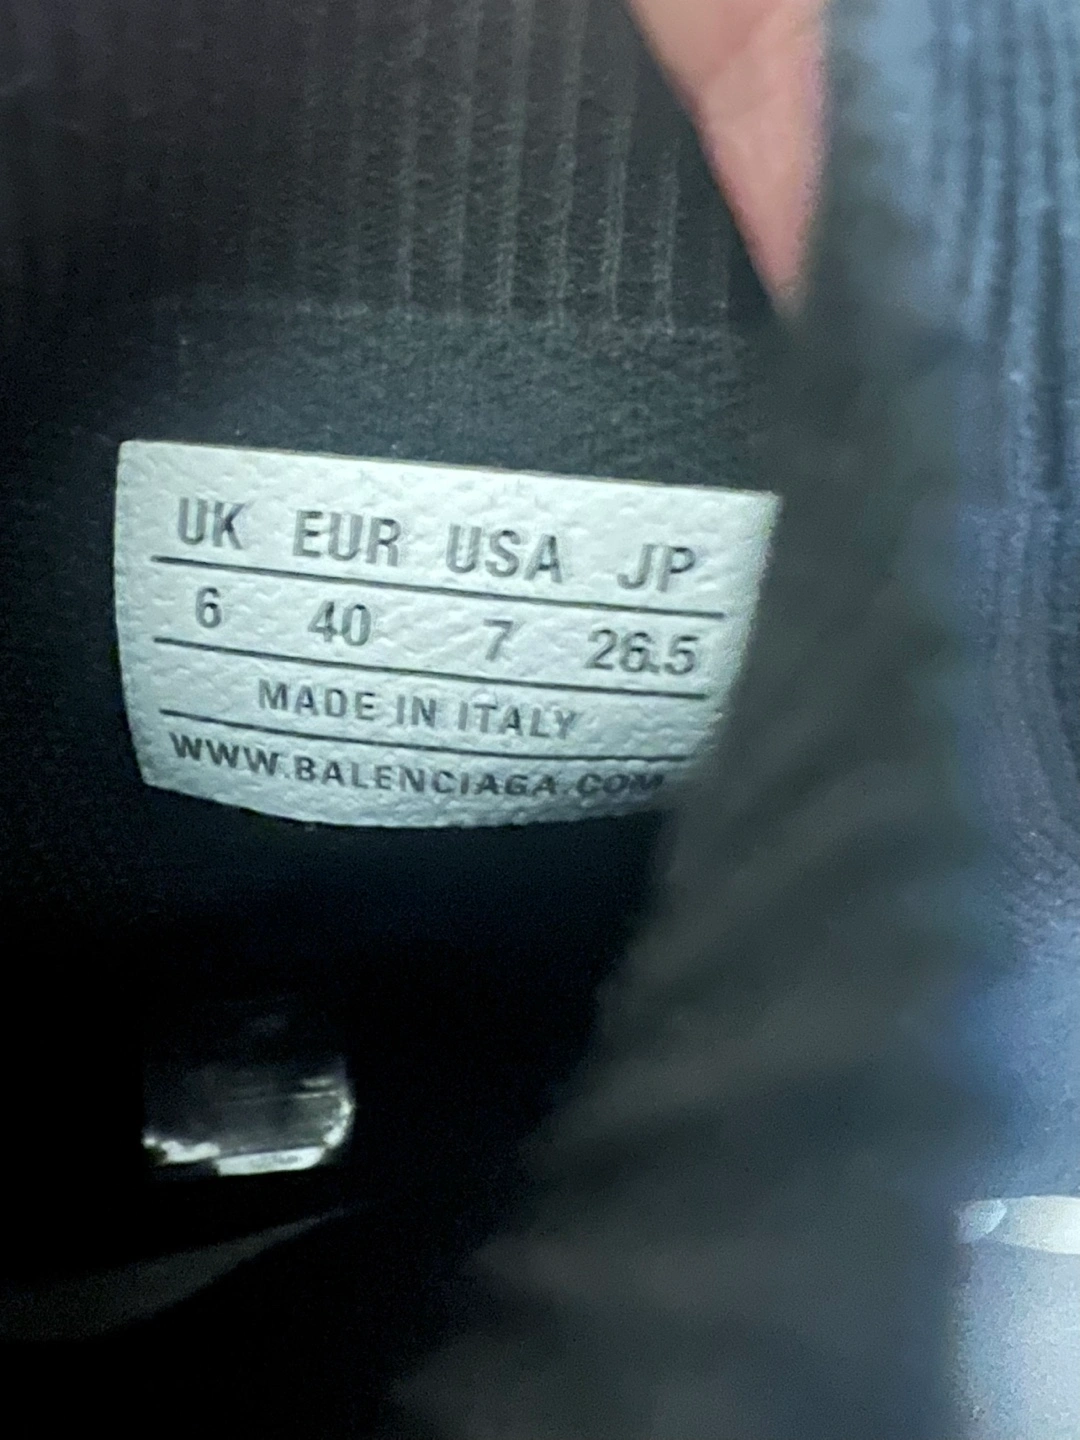 UK EUR USA JP
6 40 7 26.5
MADE IN ITALY
WWW.BALENCIAGA.COM